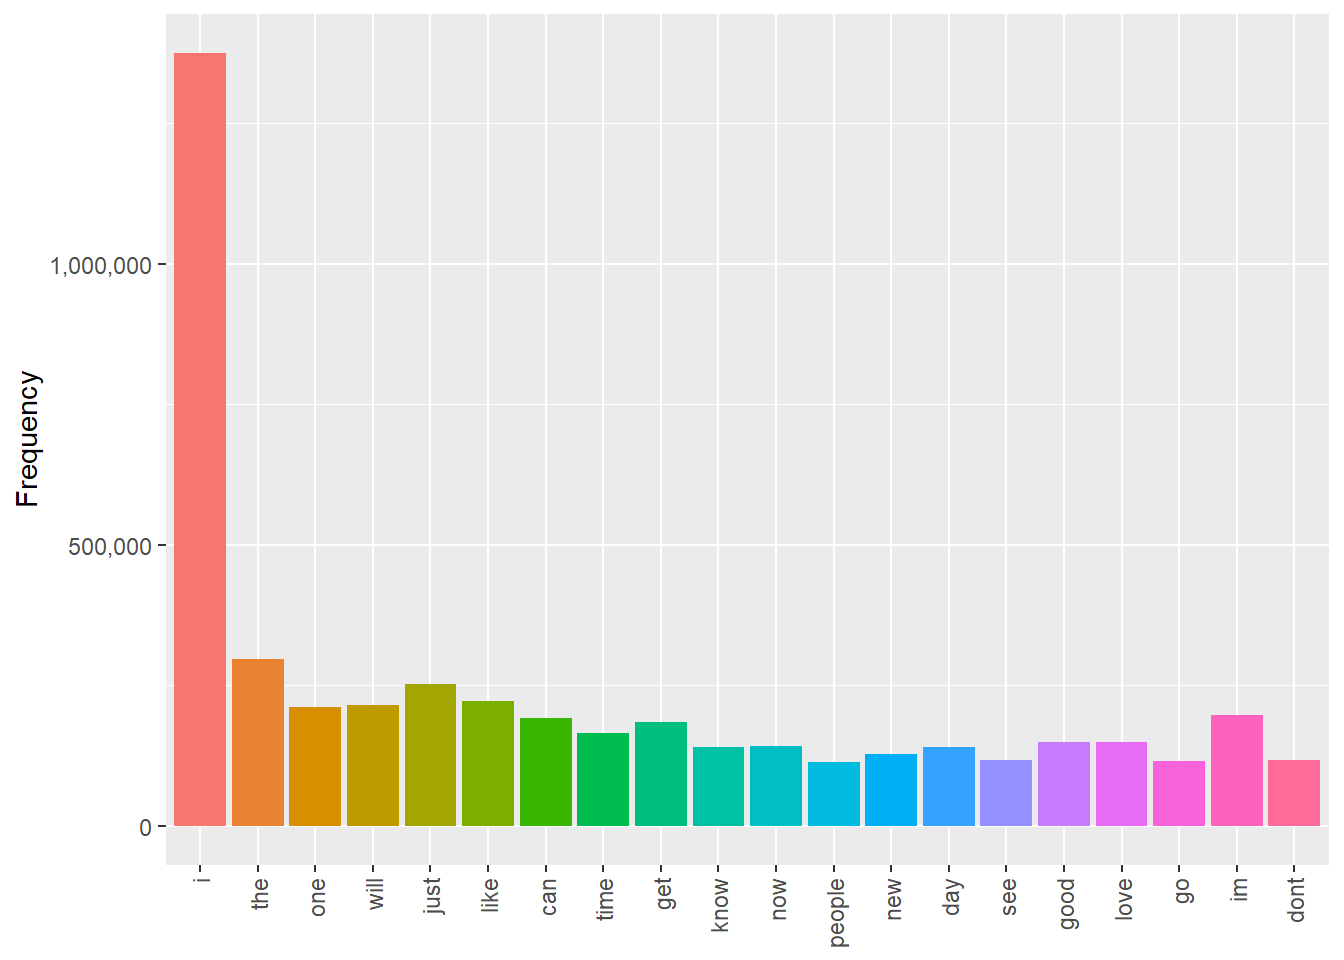 Frequency
1,000,000
500,000
0
i
the
one
will
just
like
can
time
get
know
now
people
new
day
see
good
love
go
im
dont